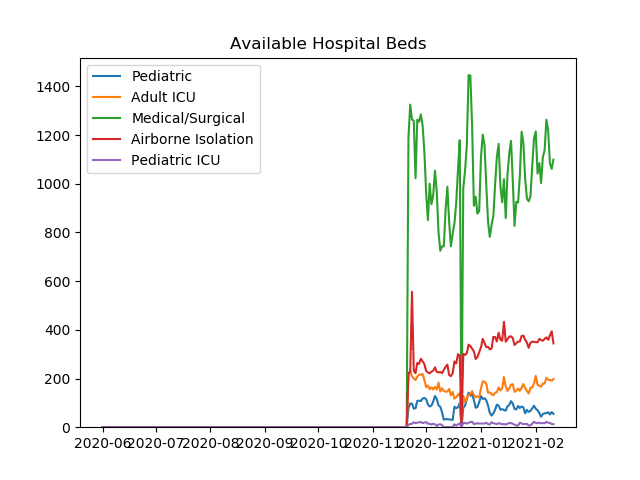 Available Hospital Beds
Pediatric
Adult ICU
Medical/Surgical
Airborne Isolation
Pediatric ICU
1400
1200
1000
800
600
400
200
0
2020-06 2020-07 2020-08 2020-09 2020-10 2020-11 2020-12 2021-01 2021-02